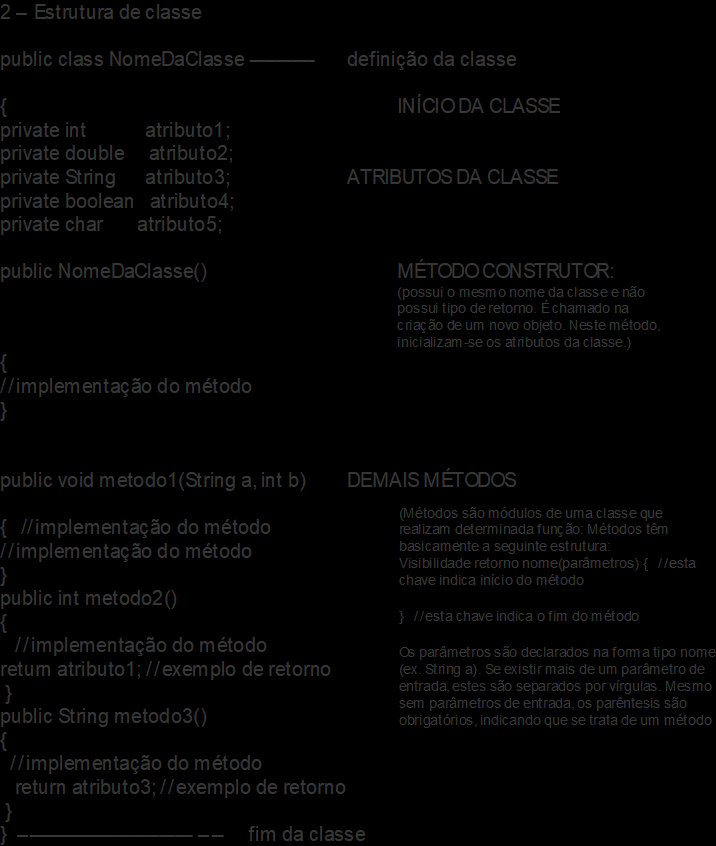 2 – Estrutura de classe
public class NomeDaClasse ———— definição da classe
{ INÍCIO DA CLASSE
private int atributo1;
private double atributo2;
private String atributo3; ATRIBUTOS DA CLASSE
private boolean atributo4;
private char atributo5;
public NomeDaClasse() MÉTODO CONSTRUTOR:
(possui o mesmo nome da classe e não
possui tipo de retorno. É chamado na
criação de um novo objeto. Neste método,
inicializam-se os atributos da classe.)
{
//implementação do método
}
public void metodo1(String a, int b) DEMAIS MÉTODOS
{ //implementação do método
//implementação do método
}
public int metodo2()
{
//implementação do método
return atributo1; //exemplo de retorno
}
public String metodo3()
{
//implementação do método
return atributo3; //exemplo de retorno
}
} ——————————— –– fim da classe
(Métodos são módulos de uma classe que
realizam determinada função: Métodos têm
basicamente a seguinte estrutura:
Visibilidade retorno nome(parâmetros) { //esta
chave indica início do método
} //esta chave indica o fim do método
Os parâmetros são declarados na forma tipo nome
(ex. String a). Se existir mais de um parâmetro de
entrada, estes são separados por vírgulas. Mesmo
sem parâmetros de entrada, os parêntesis são
obrigatórios, indicando que se trata de um método